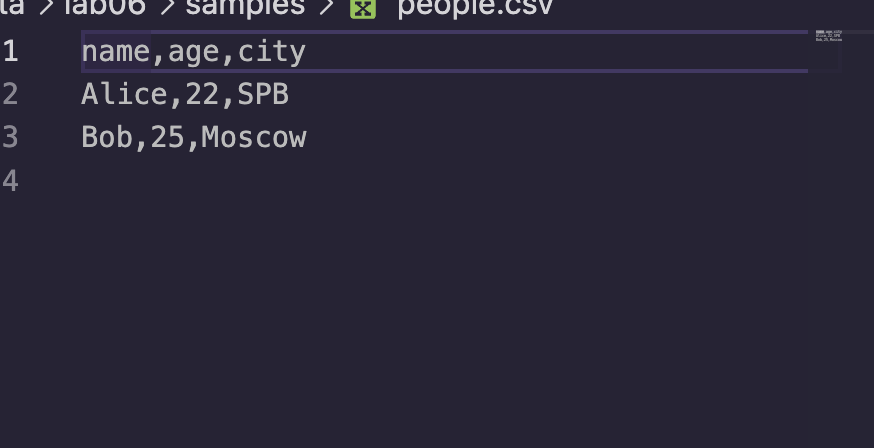 la > lab06 > samples > people.csv
1 name,age,city
2 Alice,22,SPB
3 Bob,25,Moscow
4